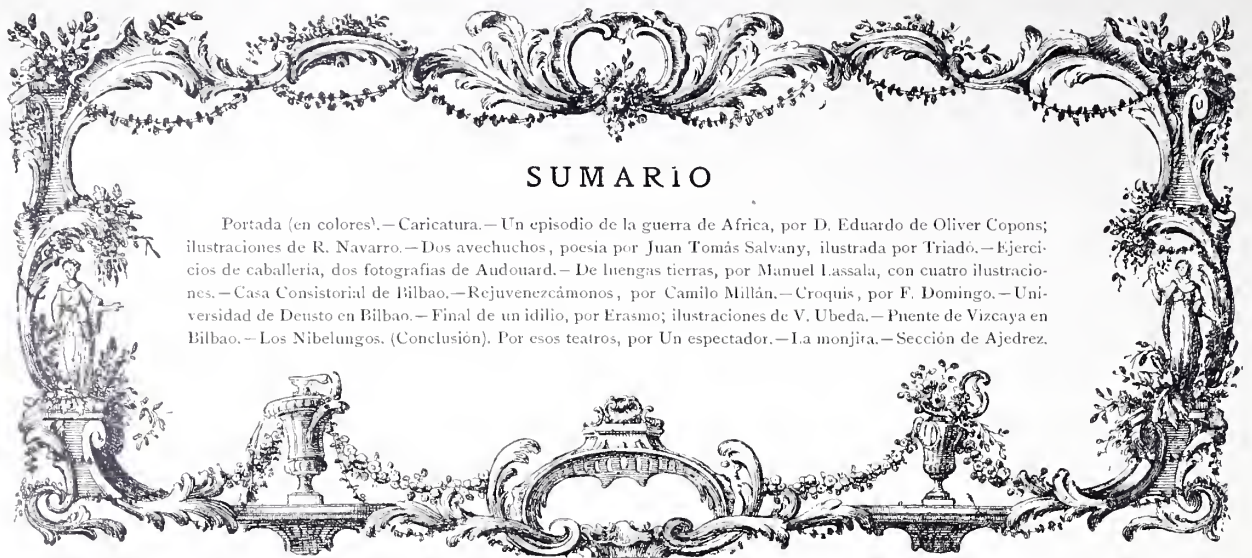 SUMARIO
Portada (en colores).—Caricatura.—Un episodio de la guerra de Africa, por D. Eduardo de Oliver Copons;
ilustraciones de R. Navarro.—Dos avechuchos, poesía por Juan Tomás Salvany, ilustrada por Triadó.—Ejerci-
cios de caballería, dos fotografías de Audouard.—De luengas tierras, por Manuel Lassala, con cuatro ilustracio-
nes.—Casa Consistorial de Bilbao.—Rejuvenezcámonos, por Camilo Millán.—Croquis, por F. Domingo.—Uni-
versidad de Deusto en Bilbao.—Final de un idilio, por Erasmo; ilustraciones de V. Ubeda.—Puente de Vizcaya en
Bilbao.—Los Nibelungos. (Conclusión). Por esos teatros, por Un espectador.—La monjita.—Sección de Ajedrez.